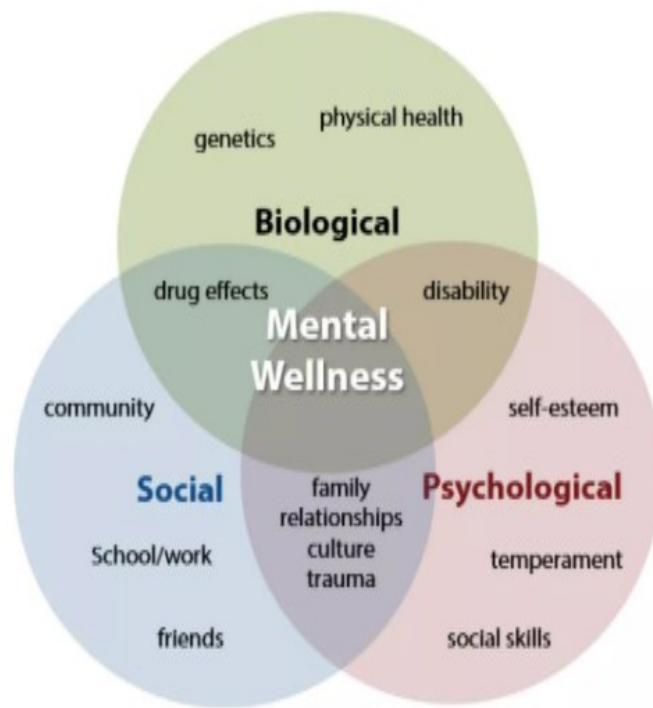 physical health
genetics
Biological
drug effects
disability
Mental
Wellness
community
self-esteem
Social
Psychological
family
relationships
culture
trauma
School/work
temperament
friends
social skills